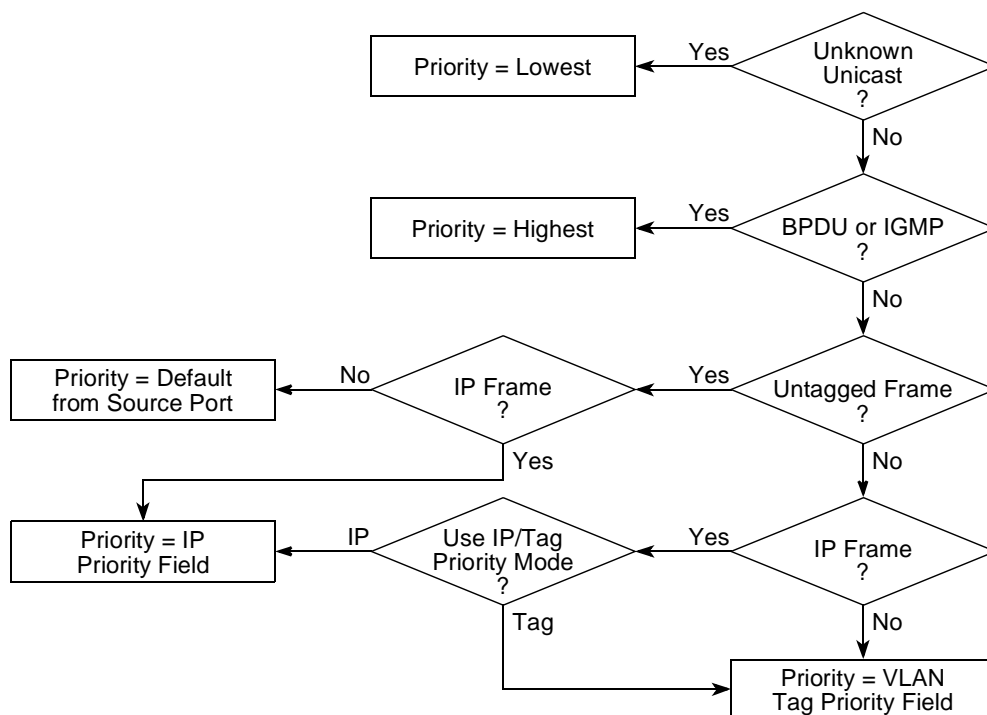 Priority = Lowest
Yes
Unknown
Unicast
?
No
Priority = Highest
Yes
BPDU or IGMP
?
No
Priority = Default
from Source Port
No
IP Frame
?
Yes
Untagged Frame
?
Yes
No
Priority = IP
Priority Field
IP
Use IP/Tag
Priority Mode
?
Yes
IP Frame
?
Tag
No
Priority = VLAN
Tag Priority Field